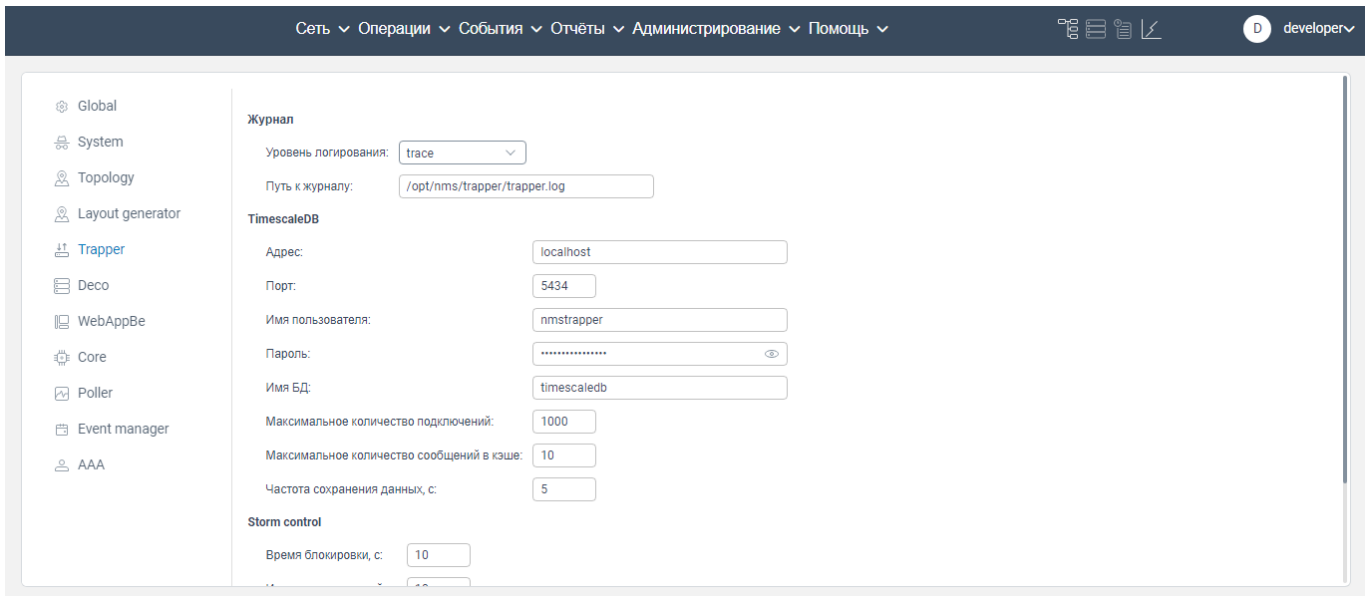 Сеть Операции События Отчёты Администрирование Помощь D developer
Global
System
Topology
Layout generator
Trapper
Deco
WebAppBe
Core
Poller
Event manager
AAA
Журнал
Уровень логирования: trace
Путь к журналу: /opt/nms/trapper/trapper.log
TimescaleDB
Адрес: localhost
Порт: 5434
Имя пользователя: nmstrapper
Пароль: ••••••••••••••••
Имя БД: timescaledb
Максимальное количество подключений: 1000
Максимальное количество сообщений в кэше: 10
Частота сохранения данных, с: 5
Storm control
Время блокировки, с: 10